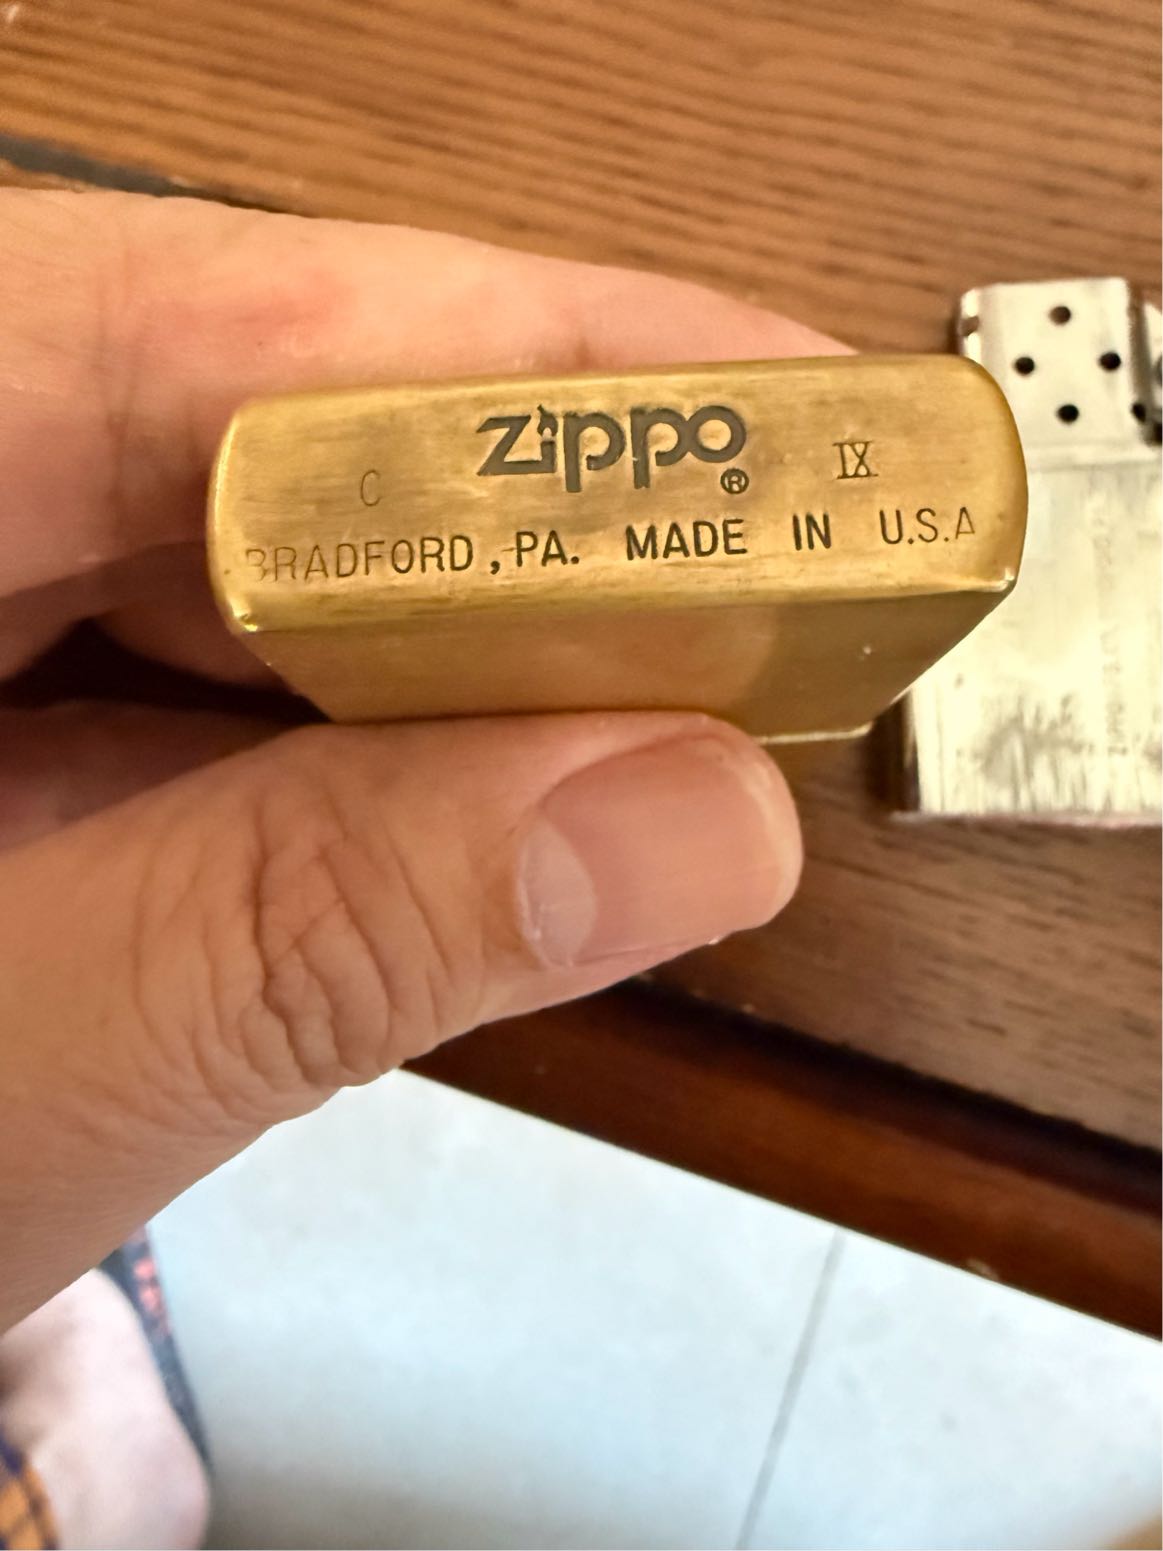 C Zippo® IX
BRADFORD, PA. MADE IN U.S.A